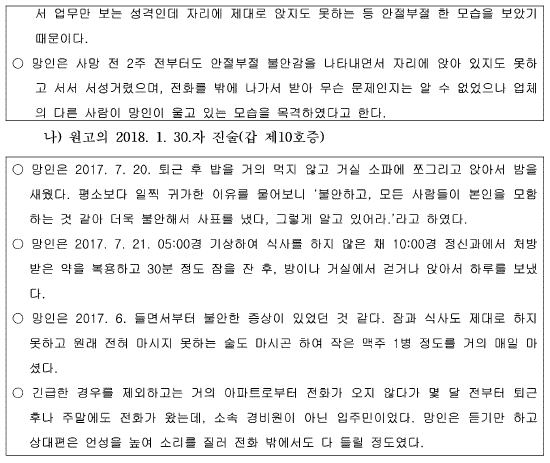 서 업무만 보는 성격인데 자리에 제대로 앉지도 못하는 등 안절부절 한 모습을 보았기
때문이다.
○ 망인은 사망 전 2주 전부터도 안절부절 불안감을 나타내면서 자리에 앉아 있지도 못하
고 서서 서성거렸으며, 전화를 밖에 나가서 받아 무슨 문제인지는 알 수 없었으나 업체
의 다른 사람이 망인이 울고 있는 모습을 목격하였다고 한다.
나) 원고의 2018. 1. 30.자 진술(갑 제10호증)
○ 망인은 2017. 7. 20. 퇴근 후 밥을 거의 먹지 않고 거실 소파에 쪼그리고 앉아서 밤을
새웠다. 평소보다 일찍 귀가한 이유를 물어보니 ‘불안하고, 모든 사람들이 본인을 모함
하는 것 같아 더욱 불안해서 사표를 냈다, 그렇게 알고 있어라.’라고 하였다.
○ 망인은 2017. 7. 21. 05:00경 기상하여 식사를 하지 않은 채 10:00경 정신과에서 처방
받은 약을 복용하고 30분 정도 잠을 잔 후, 방이나 거실에서 걷거나 앉아서 하루를 보냈
다.
○ 망인은 2017. 6. 들면서부터 불안한 증상이 있었던 것 같다. 잠과 식사도 제대로 하지
못하고 원래 전혀 마시지 못하는 술도 마시곤 하여 작은 맥주 1병 정도를 거의 매일 마
셨다.
○ 긴급한 경우를 제외하고는 거의 아파트로부터 전화가 오지 않다가 몇 달 전부터 퇴근
후나 주말에도 전화가 왔는데, 소속 경비원이 아닌 입주민이었다. 망인은 듣기만 하고
상대편은 언성을 높여 소리를 질러 전화 밖에서도 다 들릴 정도였다.